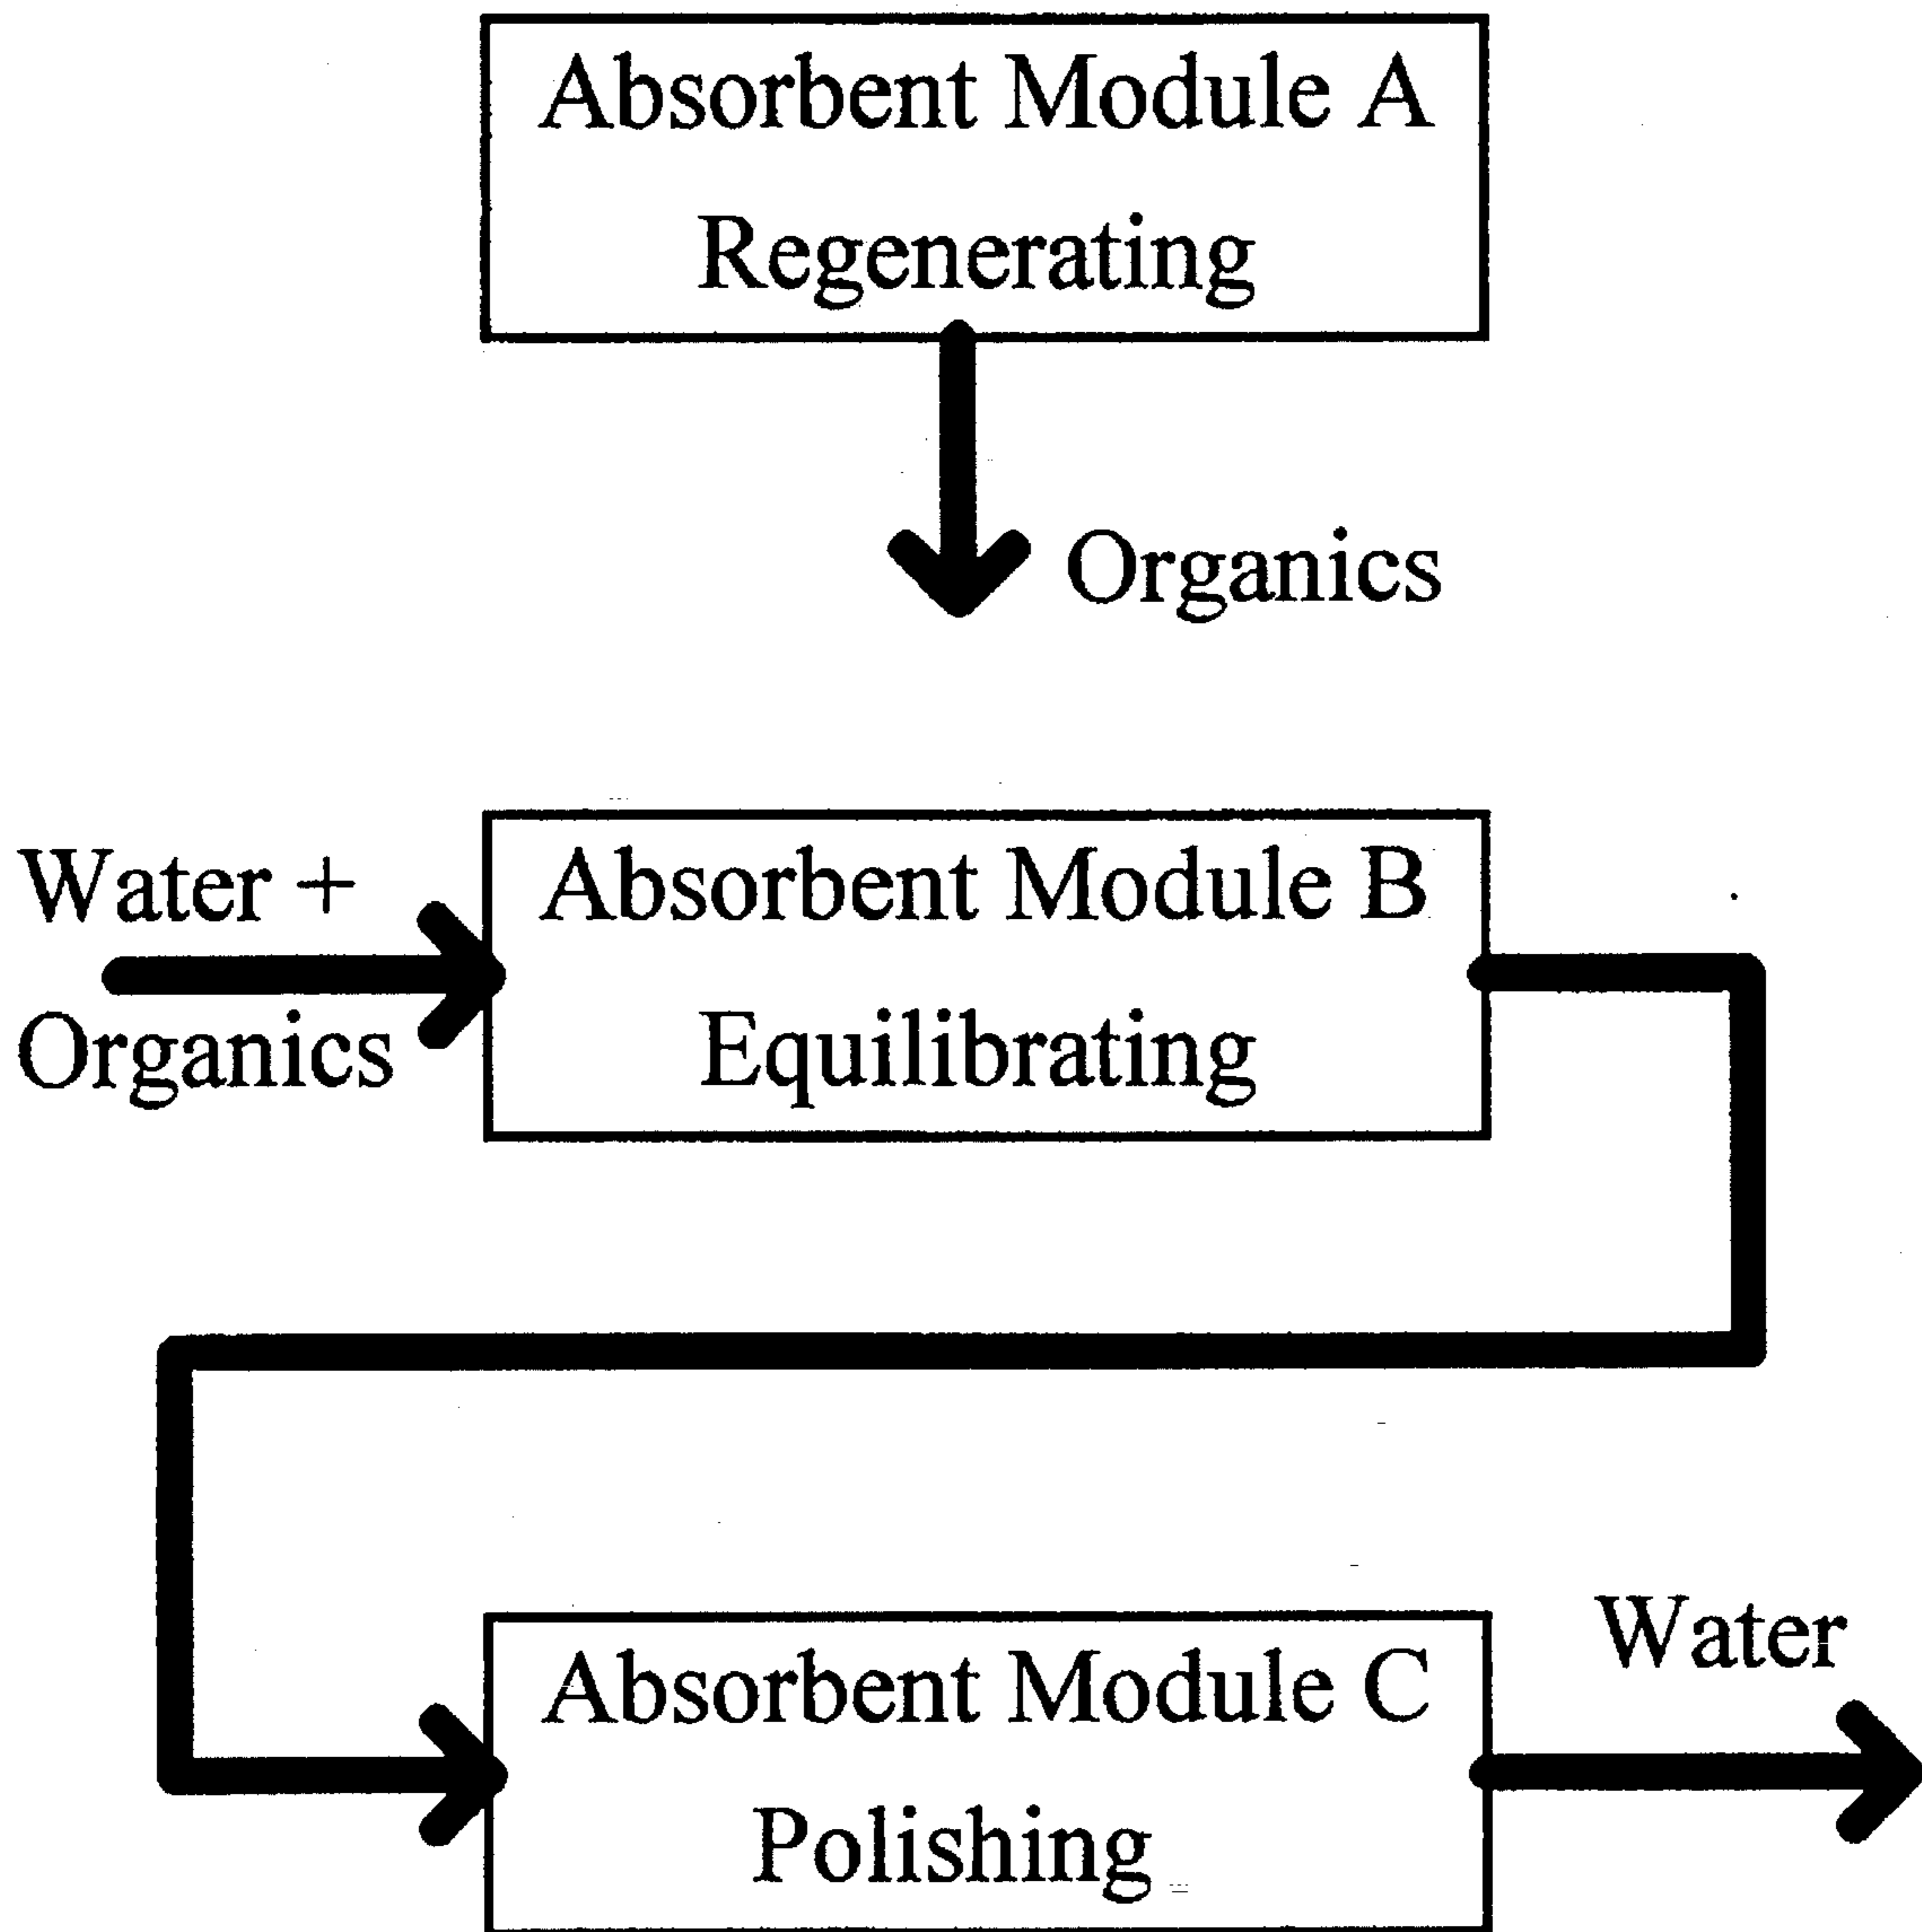 Absorbent Module A
Regenerating
Organics
Water +
Organics
Absorbent Module B
Equilibrating
Absorbent Module C
Polishing
Water